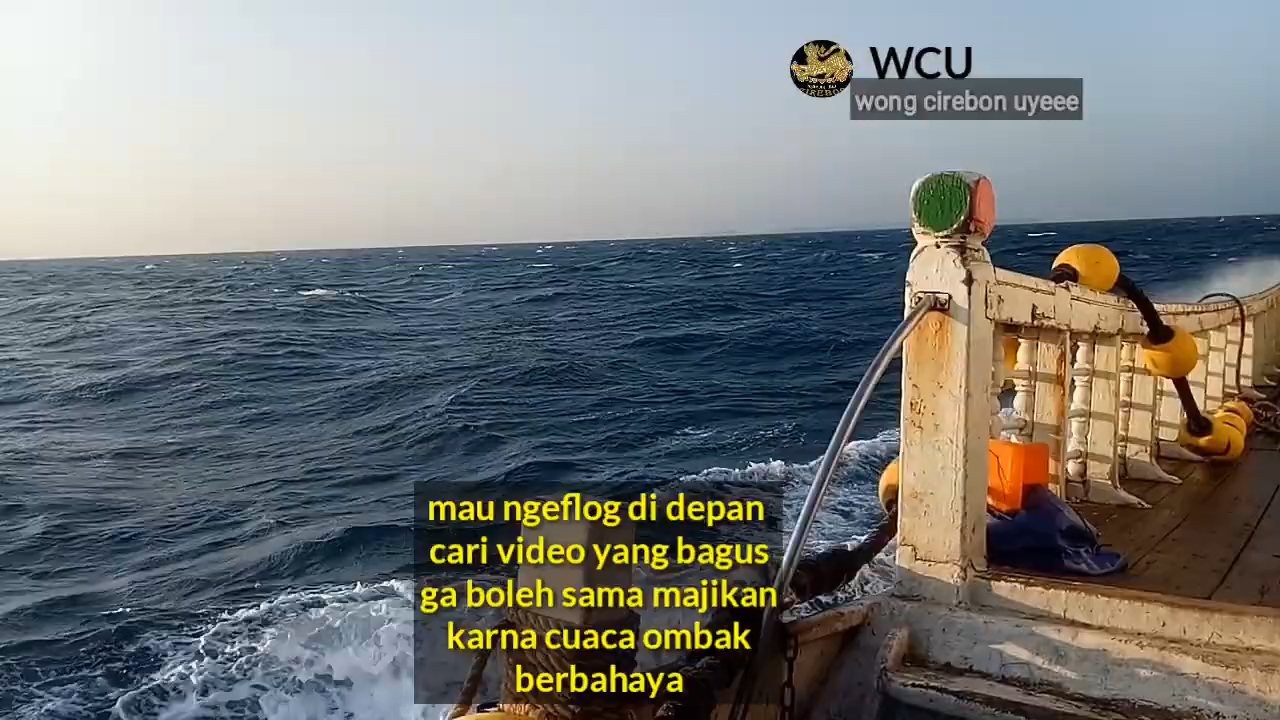 WCU
wong cirebon uyeee
mau ngeflog di depan
cari video yang bagus
ga boleh sama majikan
karna cuaca ombak
berbahaya